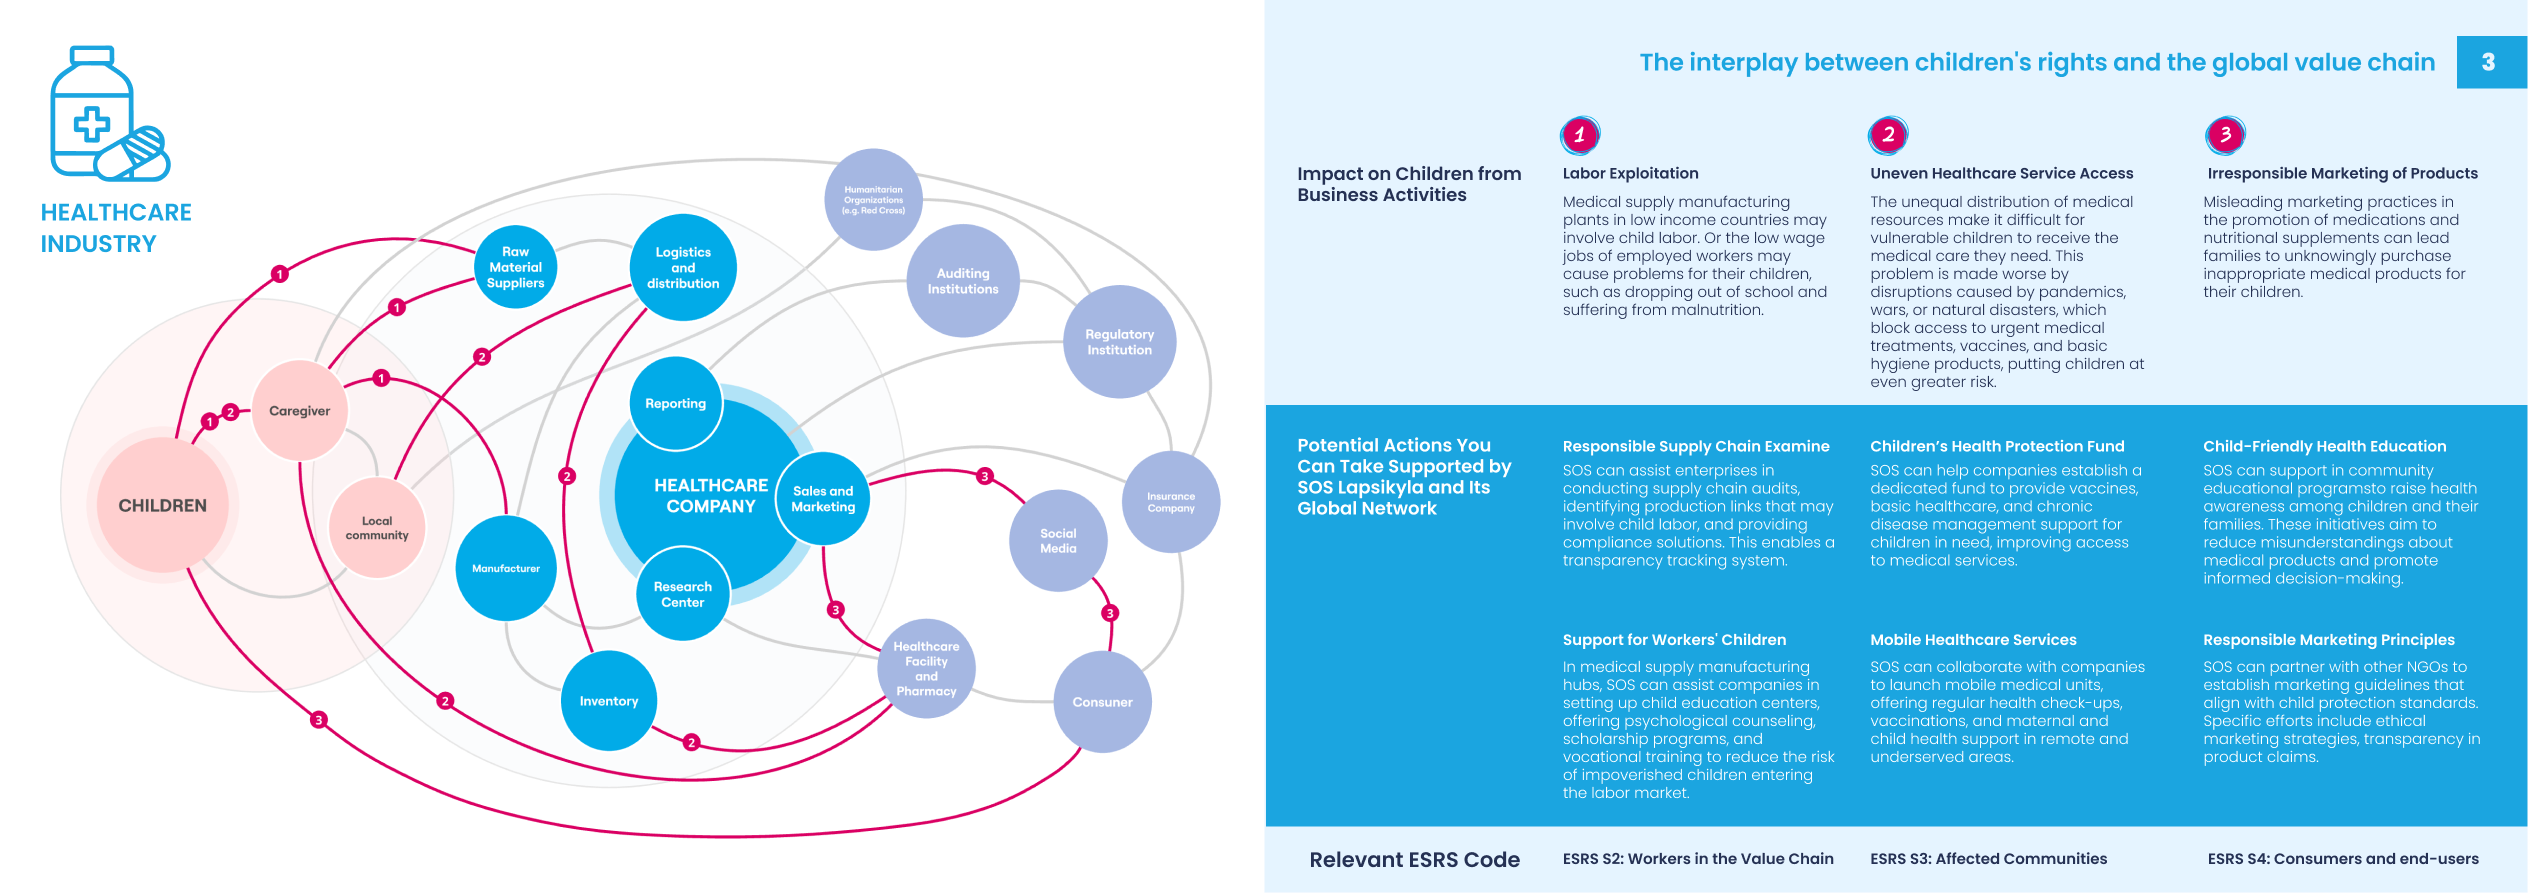 HEALTHCARE
INDUSTRY
Humanitarian
Organizations
(e.g. Red Cross)
Raw
Material
Suppliers
Logistics
and
distribution
Auditing
Institutions
Regulatory
Institution
1
1
2
1
Caregiver
1
2
Reporting
CHILDREN
Local
community
2
HEALTHCARE
COMPANY
Sales and
Marketing
3
Insurance
Company
Social
Media
Manufacturer
Research
Center
3
3
Healthcare
Facility
and
Pharmacy
Inventory
Consuner
2
3
2
The interplay between children's rights and the global value chain
3
Impact on Children from
Business Activities
1
Labor Exploitation
Medical supply manufacturing
plants in low income countries may
involve child labor. Or the low wage
jobs of employed workers may
cause problems for their children,
such as dropping out of school and
suffering from malnutrition.
2
Uneven Healthcare Service Access
The unequal distribution of medical
resources make it difficult for
vulnerable children to receive the
medical care they need. This
problem is made worse by
disruptions caused by pandemics,
wars, or natural disasters, which
block access to urgent medical
treatments, vaccines, and basic
hygiene products, putting children at
even greater risk.
3
Irresponsible Marketing of Products
Misleading marketing practices in
the promotion of medications and
nutritional supplements can lead
families to unknowingly purchase
inappropriate medical products for
their children.
Potential Actions You
Can Take Supported by
SOS Lapsikyla and Its
Global Network
Responsible Supply Chain Examine
SOS can assist enterprises in
conducting supply chain audits,
identifying production links that may
involve child labor, and providing
compliance solutions. This enables a
transparency tracking system.
Children's Health Protection Fund
SOS can help companies establish a
dedicated fund to provide vaccines,
basic healthcare, and chronic
disease management support for
children in need, improving access
to medical services.
Child-Friendly Health Education
SOS can support in community
educational programsto raise health
awareness among children and their
families. These initiatives aim to
reduce misunderstandings about
medical products and promote
informed decision-making.
Support for Workers' Children
In medical supply manufacturing
hubs, SOS can assist companies in
setting up child education centers,
offering psychological counseling,
scholarship programs, and
vocational training to reduce the risk
of impoverished children entering
the labor market.
Mobile Healthcare Services
SOS can collaborate with companies
to launch mobile medical units,
offering regular health check-ups,
vaccinations, and maternal and
child health support in remote and
underserved areas.
Responsible Marketing Principles
SOS can partner with other NGOs to
establish marketing guidelines that
align with child protection standards.
Specific efforts include ethical
marketing strategies, transparency in
product claims.
Relevant ESRS Code
ESRS S2: Workers in the Value Chain
ESRS S3: Affected Communities
ESRS S4: Consumers and end-users